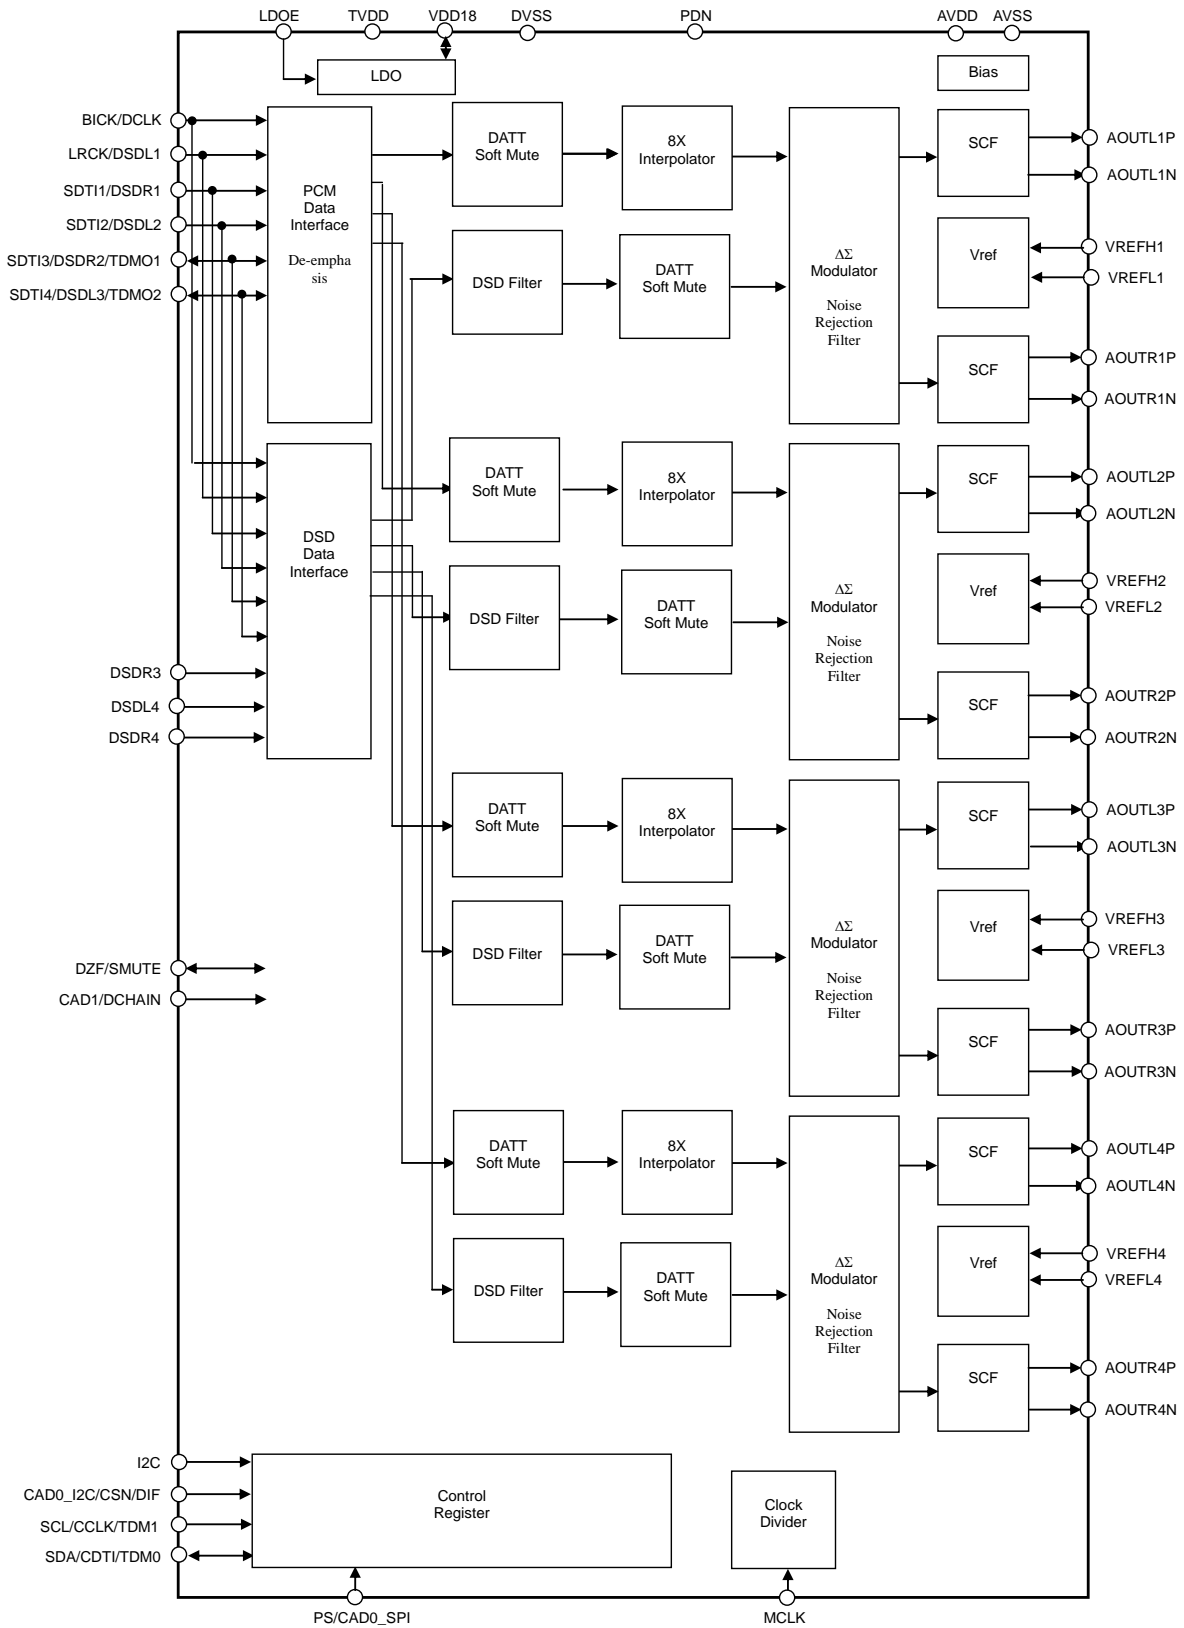 LDOE
TVDD
VDD18
DVSS
PDN
AVDD
AVSS
LDO
Bias
BICK/DCLK
LRCK/DSDL1
SDTI1/DSDR1
SDTI2/DSDL2
SDTI3/DSDR2/TDMO1
SDTI4/DSDL3/TDMO2
PCM
Data
Interface
De-empha
sis
DATT
Soft Mute
8X
Interpolator
DSD Filter
DATT
Soft Mute
ΔΣ
Modulator
Noise
Rejection
Filter
SCF
Vref
SCF
AOUTL1P
AOUTL1N
VREFH1
VREFL1
AOUTR1P
AOUTR1N
DSD
Data
Interface
DSDR3
DSDL4
DSDR4
DATT
Soft Mute
8X
Interpolator
DSD Filter
DATT
Soft Mute
ΔΣ
Modulator
Noise
Rejection
Filter
SCF
Vref
SCF
AOUTL2P
AOUTL2N
VREFH2
VREFL2
AOUTR2P
AOUTR2N
DZF/SMUTE
CAD1/DCHAIN
DATT
Soft Mute
8X
Interpolator
DSD Filter
DATT
Soft Mute
ΔΣ
Modulator
Noise
Rejection
Filter
SCF
Vref
SCF
AOUTL3P
AOUTL3N
VREFH3
VREFL3
AOUTR3P
AOUTR3N
DATT
Soft Mute
8X
Interpolator
DSD Filter
DATT
Soft Mute
ΔΣ
Modulator
Noise
Rejection
Filter
SCF
Vref
SCF
AOUTL4P
AOUTL4N
VREFH4
VREFL4
AOUTR4P
AOUTR4N
I2C
CAD0_I2C/CSN/DIF
SCL/CCLK/TDM1
SDA/CDTI/TDM0
Control
Register
Clock
Divider
PS/CAD0_SPI
MCLK